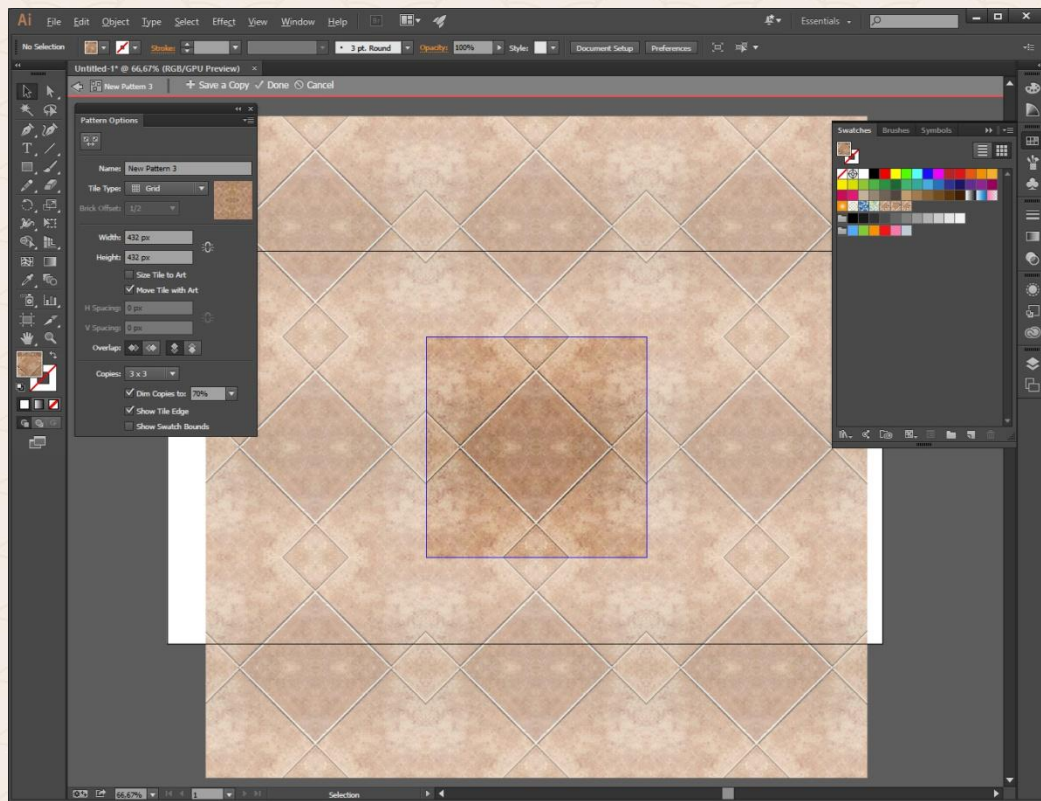 Ai File Edit Object Type Select Effect View Window Help Br Essentials
No Selection Stroke: 3 pt. Round Opacity: 100% Style: Document Setup Preferences
Untitled-1* @ 66,67% (RGB/GPU Preview) ×
New Pattern 3 + Save a Copy ✓ Done Cancel
Pattern Options
Name: New Pattern 3
Tile Type: Grid
Brick Offset: 1/2
Width: 432 px
Height: 432 px
Size Tile to Art
Move Tile with Art
H Spacing: 0 px
V Spacing: 0 px
Overlap:
Copies: 3 x 3
Dim Copies to: 70%
Show Tile Edge
Show Swatch Bounds
Swatches Brushes Symbols
66,67% 1 Selection